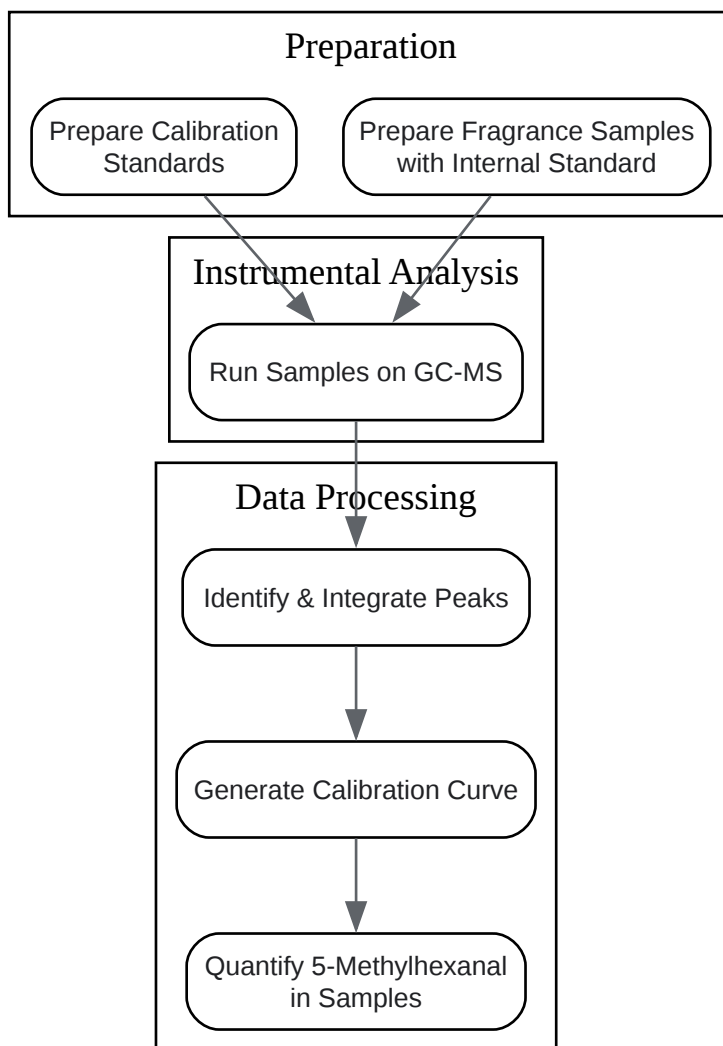 Preparation
Prepare Calibration
Standards
Prepare Fragrance Samples
with Internal Standard
Instrumental Analysis
Run Samples on GC-MS
Data Processing
Identify & Integrate Peaks
Generate Calibration Curve
Quantify 5-Methylhexanal
in Samples